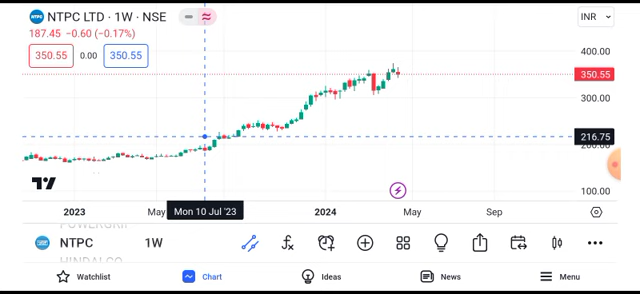 NTPC LTD · 1W · NSE
INR
187.45 −0.60 (−0.17%)
350.55 0.00 350.55
400.00
350.55
300.00
216.75
200.00
100.00
2023 May Mon 10 Jul '23 2024 May Sep
POWERGRID
NTPC 1W
HINDALCO
Watchlist Chart Ideas News Menu